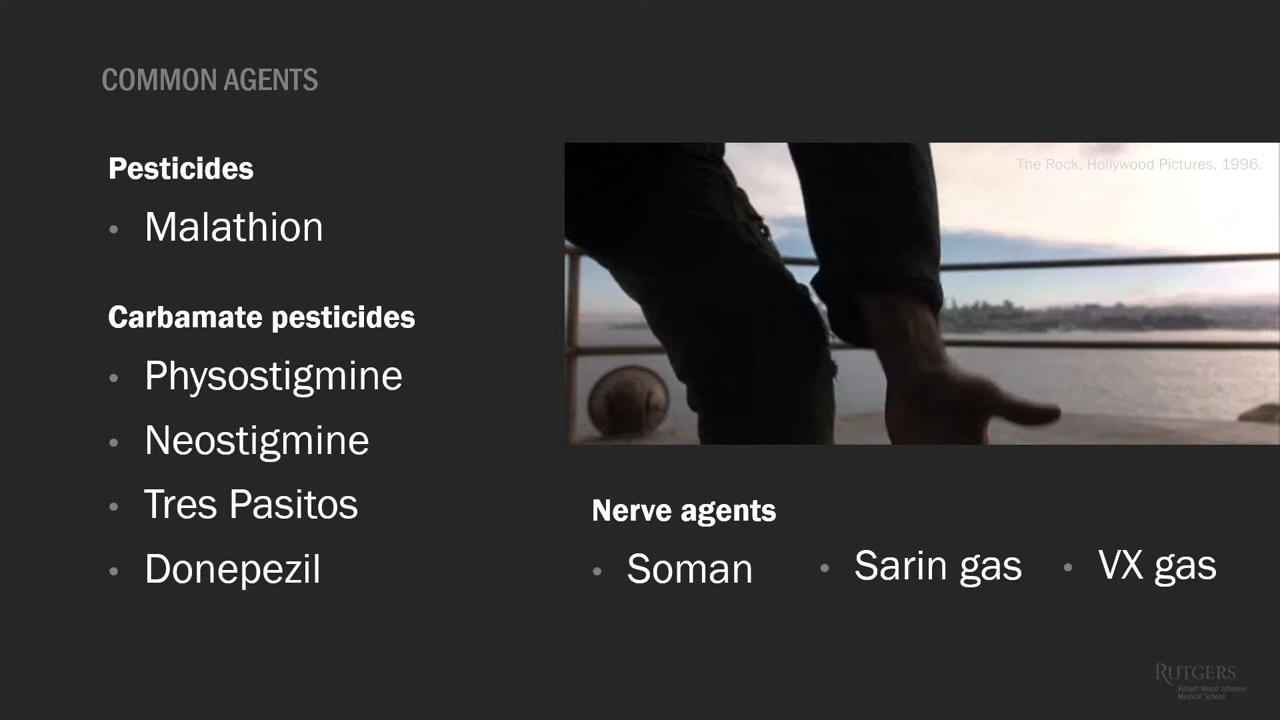 COMMON AGENTS
Pesticides
• Malathion
Carbamate pesticides
• Physostigmine
• Neostigmine
• Tres Pasitos
• Donepezil
The Rock, Hollywood Pictures, 1996.
Nerve agents
• Soman • Sarin gas • VX gas
RUTGERS
Robert Wood Johnson
Medical School